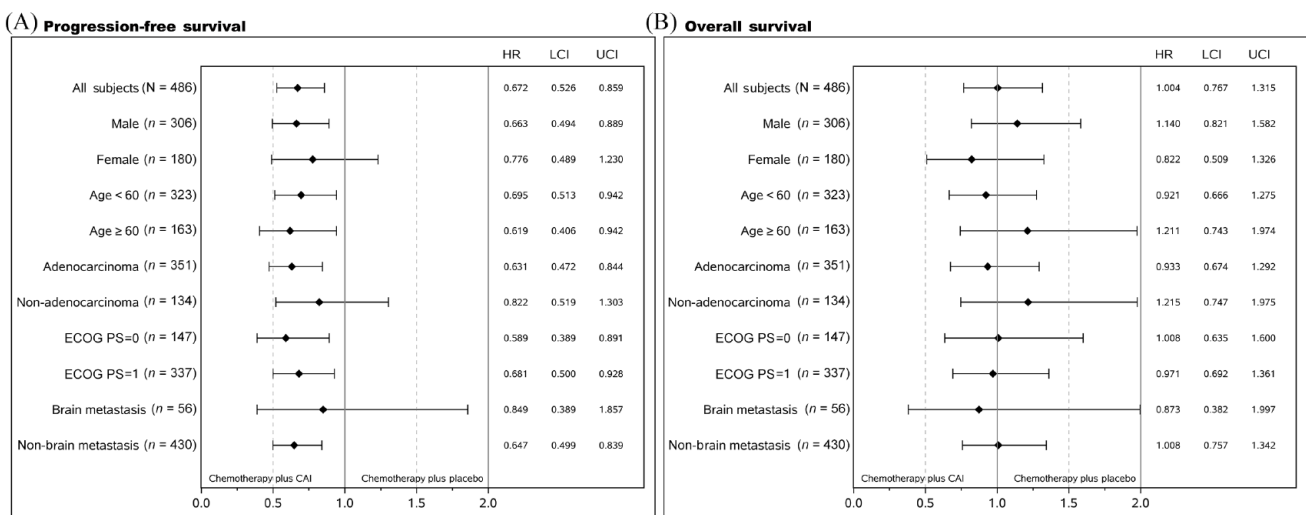 (A) Progression-free survival
HR LCI UCI
All subjects (N = 486) 0.672 0.526 0.859
Male (n = 306) 0.663 0.494 0.889
Female (n = 180) 0.776 0.489 1.230
Age < 60 (n = 323) 0.695 0.513 0.942
Age ≥ 60 (n = 163) 0.619 0.406 0.942
Adenocarcinoma (n = 351) 0.631 0.472 0.844
Non-adenocarcinoma (n = 134) 0.822 0.519 1.303
ECOG PS=0 (n = 147) 0.589 0.389 0.891
ECOG PS=1 (n = 337) 0.681 0.500 0.928
Brain metastasis (n = 56) 0.849 0.389 1.857
Non-brain metastasis (n = 430) 0.647 0.499 0.839
Chemotherapy plus CAI Chemotherapy plus placebo
0.0 0.5 1.0 1.5 2.0
(B) Overall survival
HR LCI UCI
All subjects (N = 486) 1.004 0.767 1.315
Male (n = 306) 1.140 0.821 1.582
Female (n = 180) 0.822 0.509 1.326
Age < 60 (n = 323) 0.921 0.666 1.275
Age ≥ 60 (n = 163) 1.211 0.743 1.974
Adenocarcinoma (n = 351) 0.933 0.674 1.292
Non-adenocarcinoma (n = 134) 1.215 0.747 1.975
ECOG PS=0 (n = 147) 1.008 0.635 1.600
ECOG PS=1 (n = 337) 0.971 0.692 1.361
Brain metastasis (n = 56) 0.873 0.382 1.997
Non-brain metastasis (n = 430) 1.008 0.757 1.342
Chemotherapy plus CAI Chemotherapy plus placebo
0.0 0.5 1.0 1.5 2.0